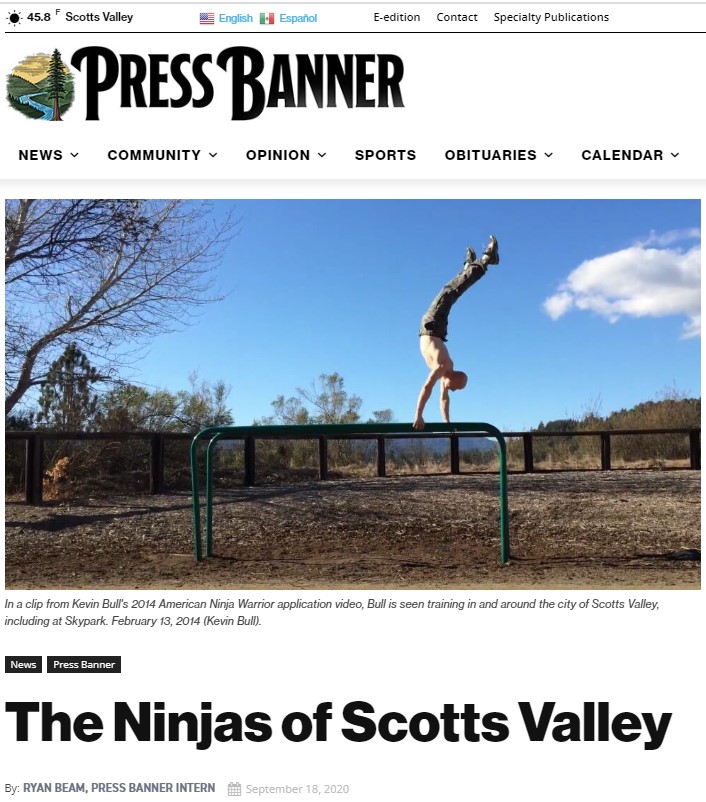 45.8 F Scotts Valley English Español E-edition Contact Specialty Publications
PRESS BANNER
NEWS COMMUNITY OPINION SPORTS OBITUARIES CALENDAR
In a clip from Kevin Bull's 2014 American Ninja Warrior application video, Bull is seen training in and around the city of Scotts Valley,
including at Skypark. February 13, 2014 (Kevin Bull).
News Press Banner
The Ninjas of Scotts Valley
By: RYAN BEAM, PRESS BANNER INTERN September 18, 2020